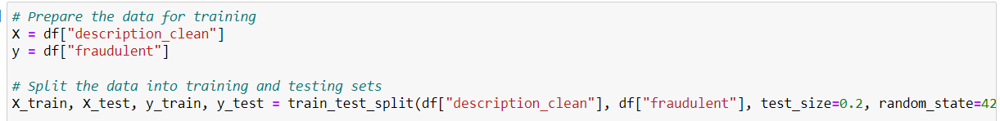 # Prepare the data for training
X = df["description_clean"]
y = df["fraudulent"]
# Split the data into training and testing sets
X_train, X_test, y_train, y_test = train_test_split(df["description_clean"], df["fraudulent"], test_size=0.2, random_state=42